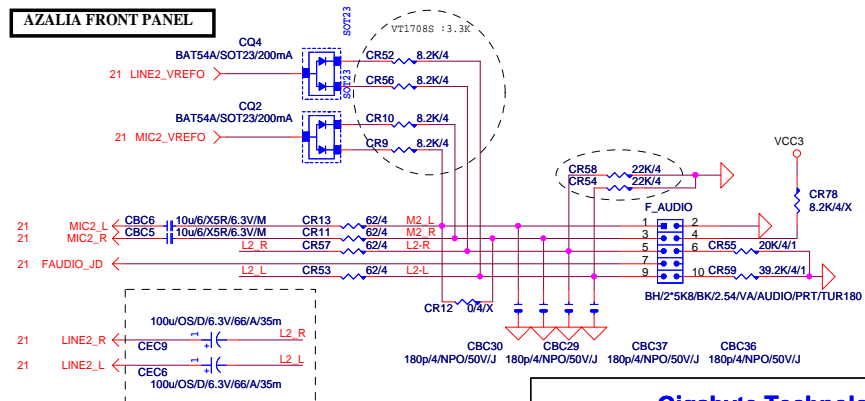 AZALIA FRONT PANEL
SOT23
CQ4
BAT54A/SOT23/200mA
VT1708S :3.3K
CR52 8.2K/4
21 LINE2_VREFO
CR56 8.2K/4
SOT23
CQ2
BAT54A/SOT23/200mA
CR10 8.2K/4
21 MIC2_VREFO
CR9 8.2K/4
VCC3
CR58 22K/4
CR54 22K/4
CR78
8.2K/4/X
F_AUDIO
21 MIC2_L CBC6 10u/6/X5R/6.3V/M CR13 62/4 M2_L 1 2
21 MIC2_R CBC5 10u/6/X5R/6.3V/M CR11 62/4 M2_R 3 4
L2_R CR57 62/4 L2-R 5 6 CR55 20K/4/1
21 FAUDIO_JD 7
L2_L CR53 62/4 L2-L 9 10 CR59 39.2K/4/1
BH/2*5K8/BK/2.54/VA/AUDIO/PRT/TUR180
CR12 0/4/X
100u/OS/D/6.3V/66/A/35m
21 LINE2_R 1 + L2_R
CEC9
CBC30 CBC29 CBC37 CBC36
180p/4/NPO/50V/J 180p/4/NPO/50V/J 180p/4/NPO/50V/J 180p/4/NPO/50V/J
21 LINE2_L 1 + L2_L
CEC6
100u/OS/D/6.3V/66/A/35m